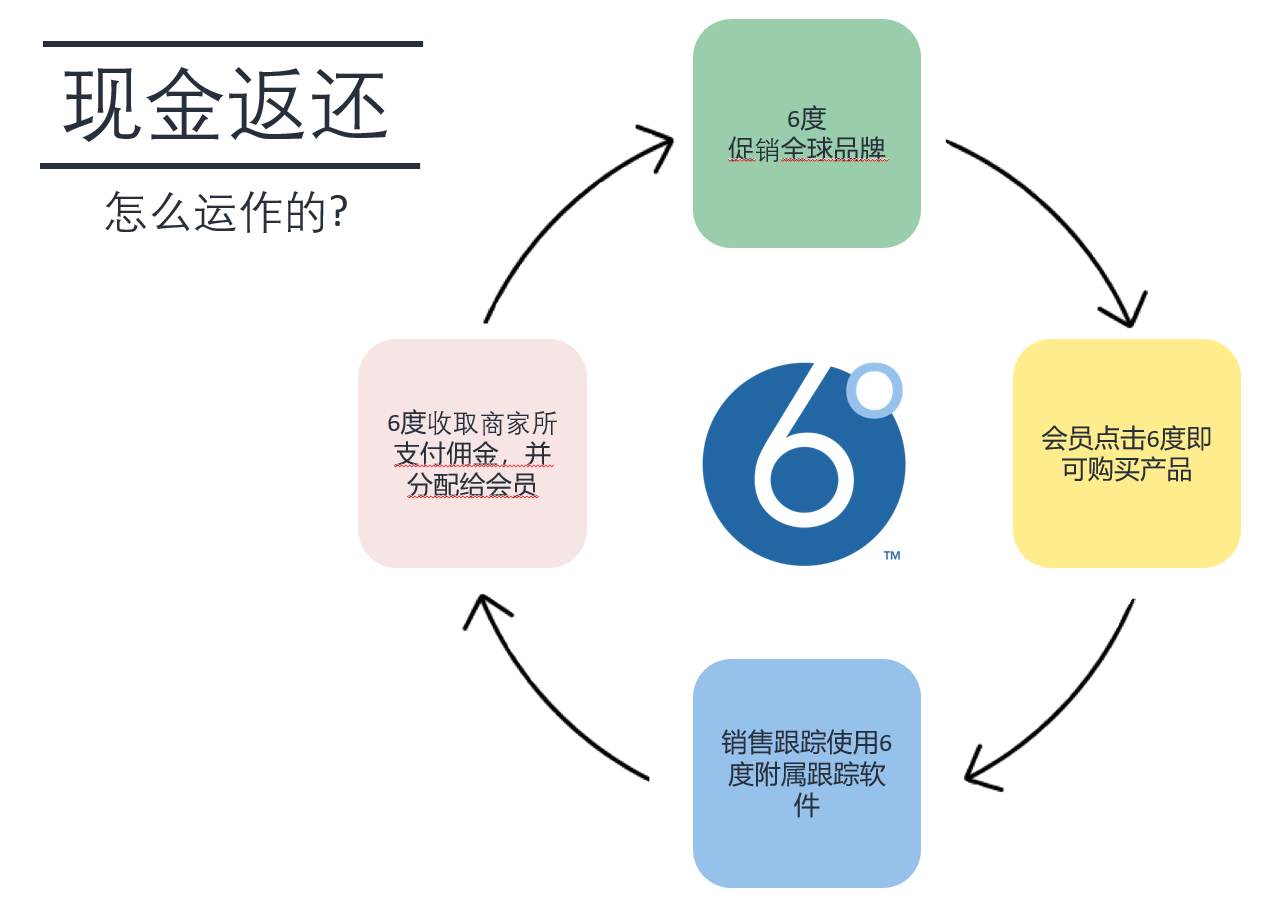 现金返还
怎么运作的?
6度
促销全球品牌
会员点击6度即
可购买产品
销售跟踪使用6
度附属跟踪软
件
6度收取商家所
支付佣金，并
分配给会员
6°
TM